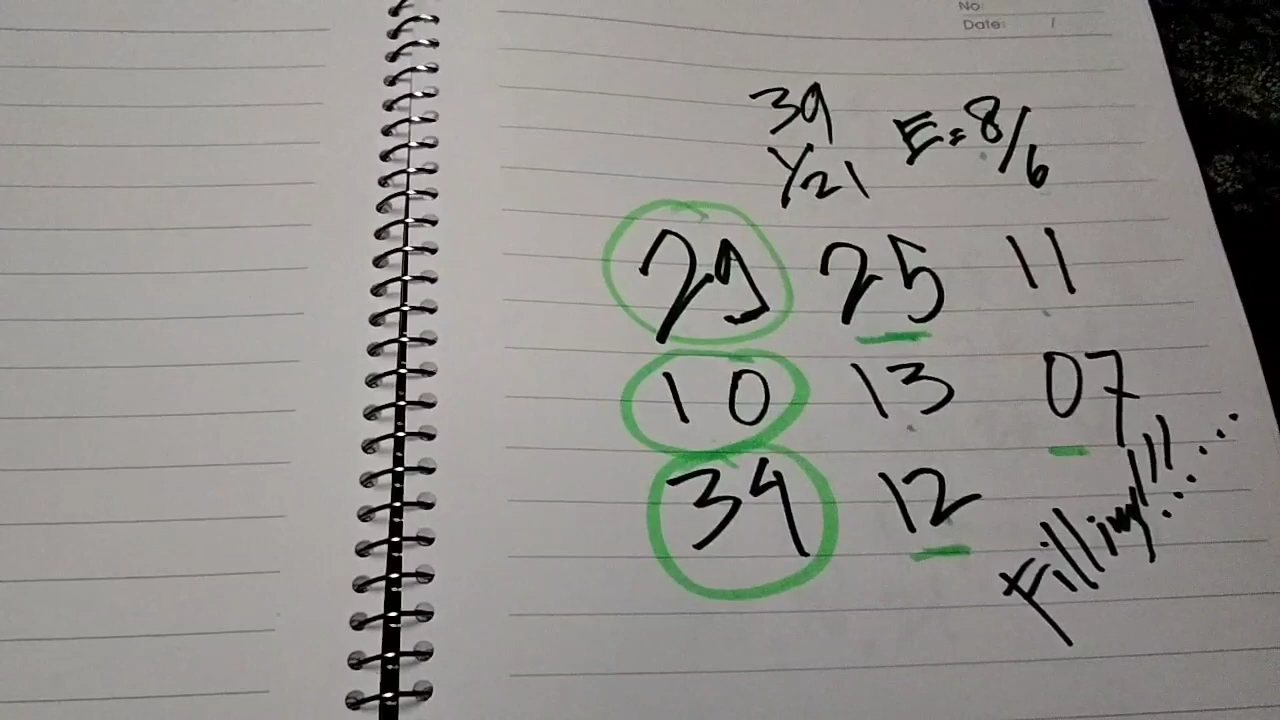 No:
Date: /
39
Y21 E=8/6
29 25 11
10 13 07
34 12
Filling!!!!...